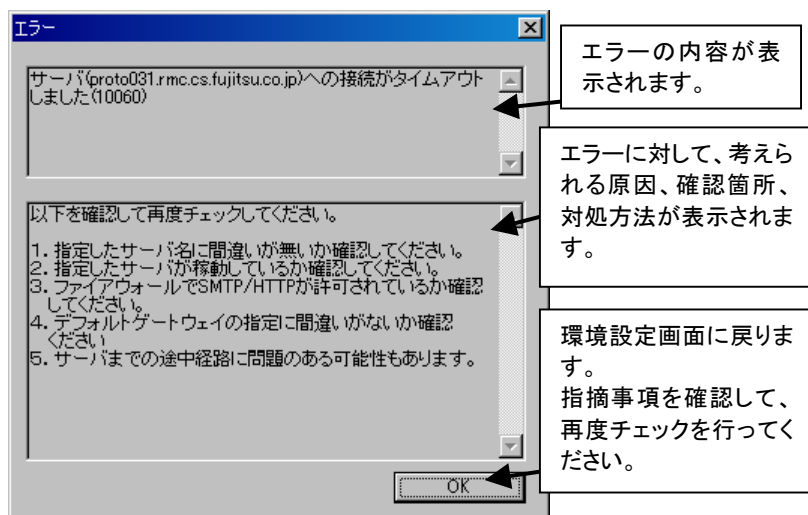 エラー
サーバ(proto031.rmc.cs.fujitsu.co.jp)への接続がタイムアウト
しました(10060)
以下を確認して再度チェックしてください。
1. 指定したサーバ名に間違いが無いか確認してください。
2. 指定したサーバが稼動しているか確認してください。
3. ファイアウォールでSMTP/HTTPが許可されているか確認
してください。
4. デフォルトゲートウェイの指定に間違いがないか確認
ください
5. サーバまでの途中経路に問題のある可能性もあります。
OK
エラーの内容が表
示されます。
エラーに対して、考えら
れる原因、確認箇所、
対処方法が表示されま
す。
環境設定画面に戻りま
す。
指摘事項を確認して、
再度チェックを行ってく
ださい。